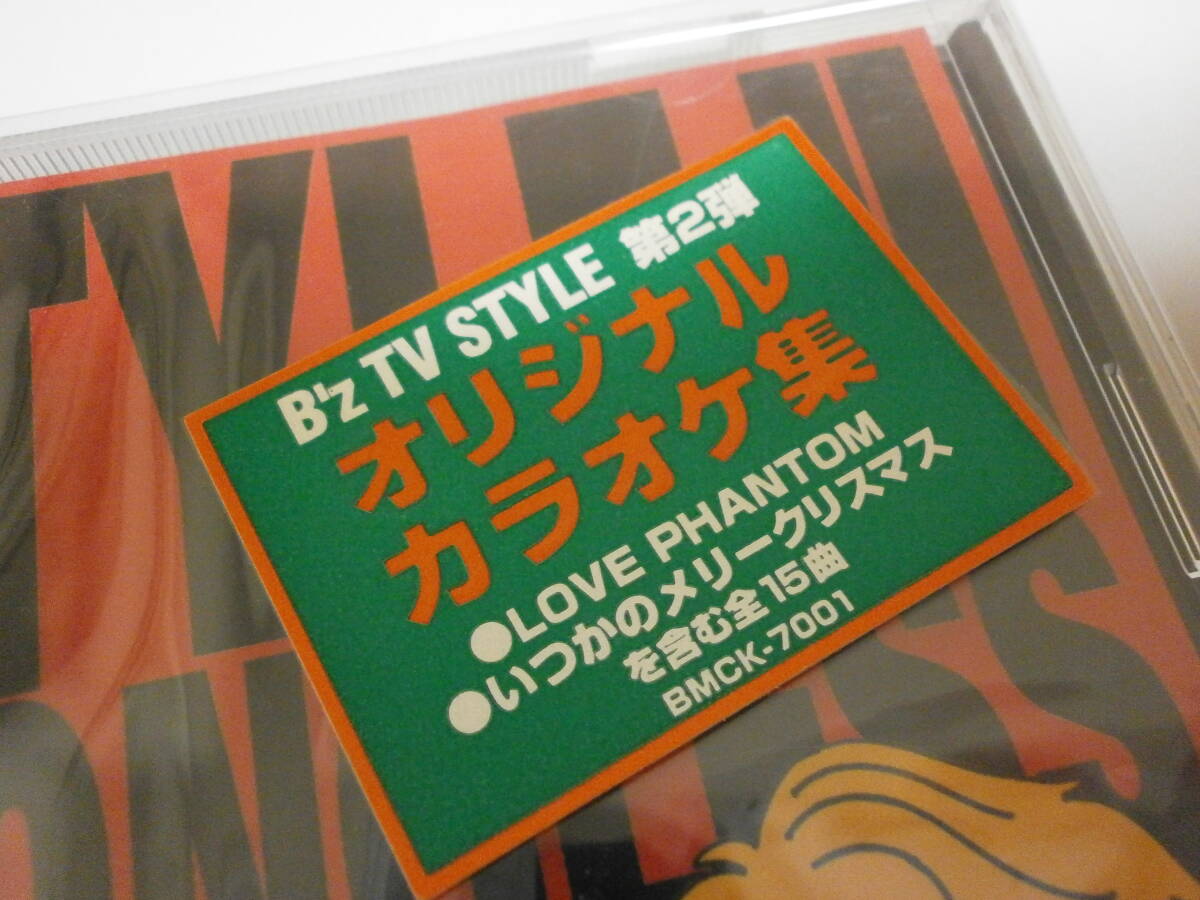 B'z TV STYLE 第2弾
オリジナル
カラオケ集
●LOVE PHANTOM
●いつかのメリークリスマス
を含む全15曲
BMCK-7001